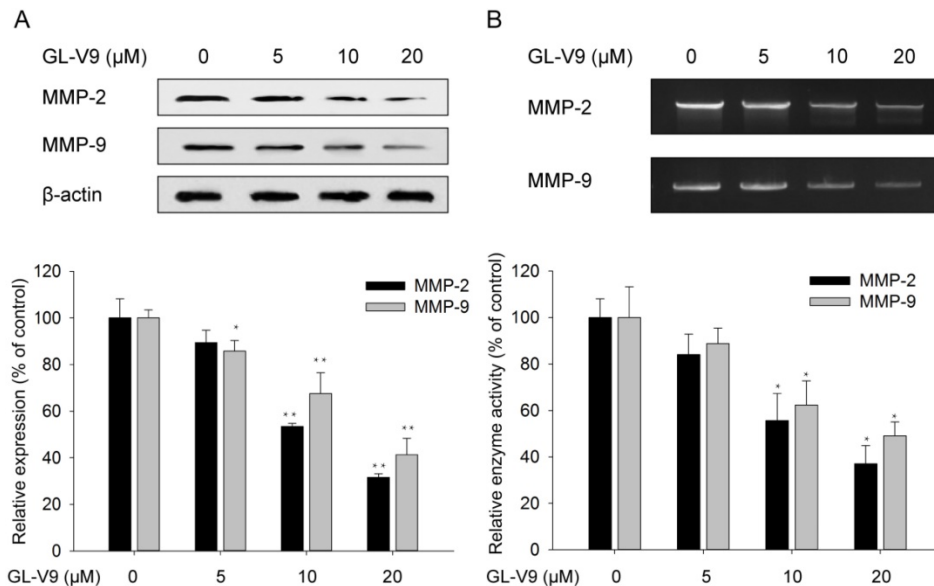 A
GL-V9 (μM) 0 5 10 20
MMP-2
MMP-9
β-actin
Relative expression (% of control)
120
100
80
60
40
20
0
MMP-2
MMP-9
*
**
**
**
**
GL-V9 (μM) 0 5 10 20
B
GL-V9 (μM) 0 5 10 20
MMP-2
MMP-9
Relative enzyme activity (% of control)
120
100
80
60
40
20
0
MMP-2
MMP-9
*
*
*
*
GL-V9 (μM) 0 5 10 20